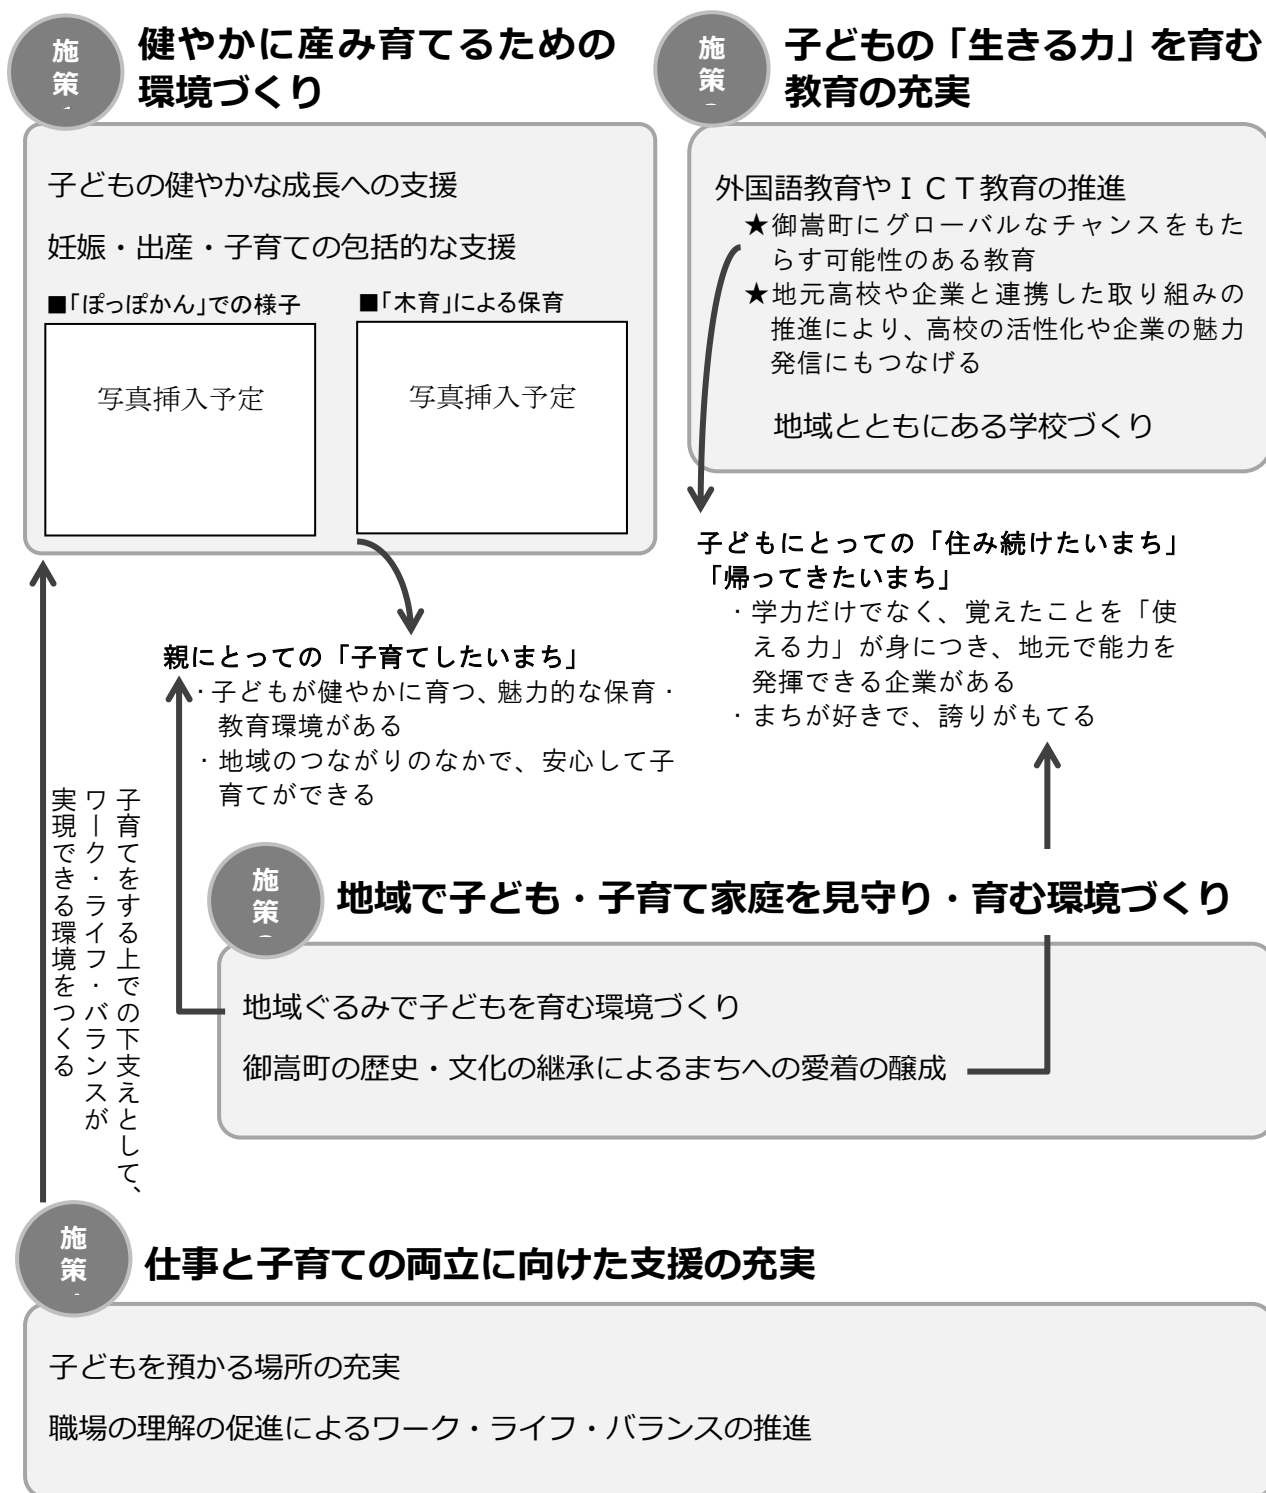 施
策
健やかに産み育てるための
環境づくり
子どもの健やかな成長への支援
妊娠・出産・子育ての包括的な支援
■「ぽっぽかん」での様子
■「木育」による保育
写真挿入予定
写真挿入予定
施
策
子どもの「生きる力」を育む
教育の充実
外国語教育やＩＣＴ教育の推進
★御嵩町にグローバルなチャンスをもた
らす可能性のある教育
★地元高校や企業と連携した取り組みの
推進により、高校の活性化や企業の魅力
発信にもつなげる
地域とともにある学校づくり
子どもにとっての「住み続けたいまち」
「帰ってきたいまち」
・学力だけでなく、覚えたことを「使
える力」が身につき、地元で能力を
発揮できる企業がある
・まちが好きで、誇りがもてる
親にとっての「子育てしたいまち」
・子どもが健やかに育つ、魅力的な保育・
教育環境がある
・地域のつながりのなかで、安心して子
育てができる
子育てをする上での下支えとして、
ワーク・ライフ・バランスが
実現できる環境をつくる
施
策
地域で子ども・子育て家庭を見守り・育む環境づくり
地域ぐるみで子どもを育む環境づくり
御嵩町の歴史・文化の継承によるまちへの愛着の醸成
施
策
仕事と子育ての両立に向けた支援の充実
子どもを預かる場所の充実
職場の理解の促進によるワーク・ライフ・バランスの推進